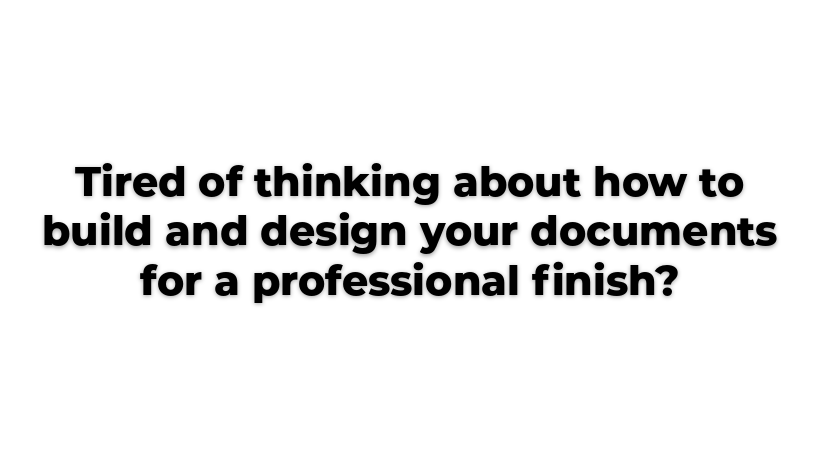 Tired of thinking about how to
build and design your documents
for a professional finish?